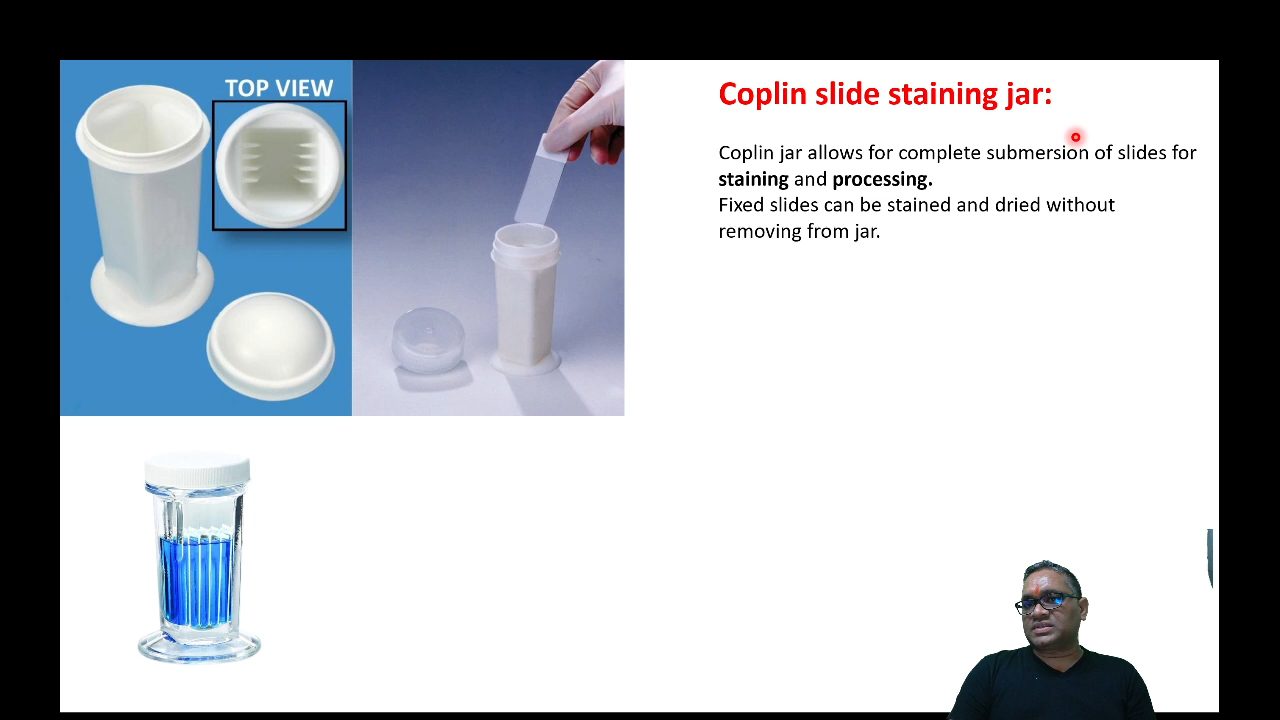 TOP VIEW
Coplin slide staining jar:
Coplin jar allows for complete submersion of slides for
staining and processing.
Fixed slides can be stained and dried without
removing from jar.